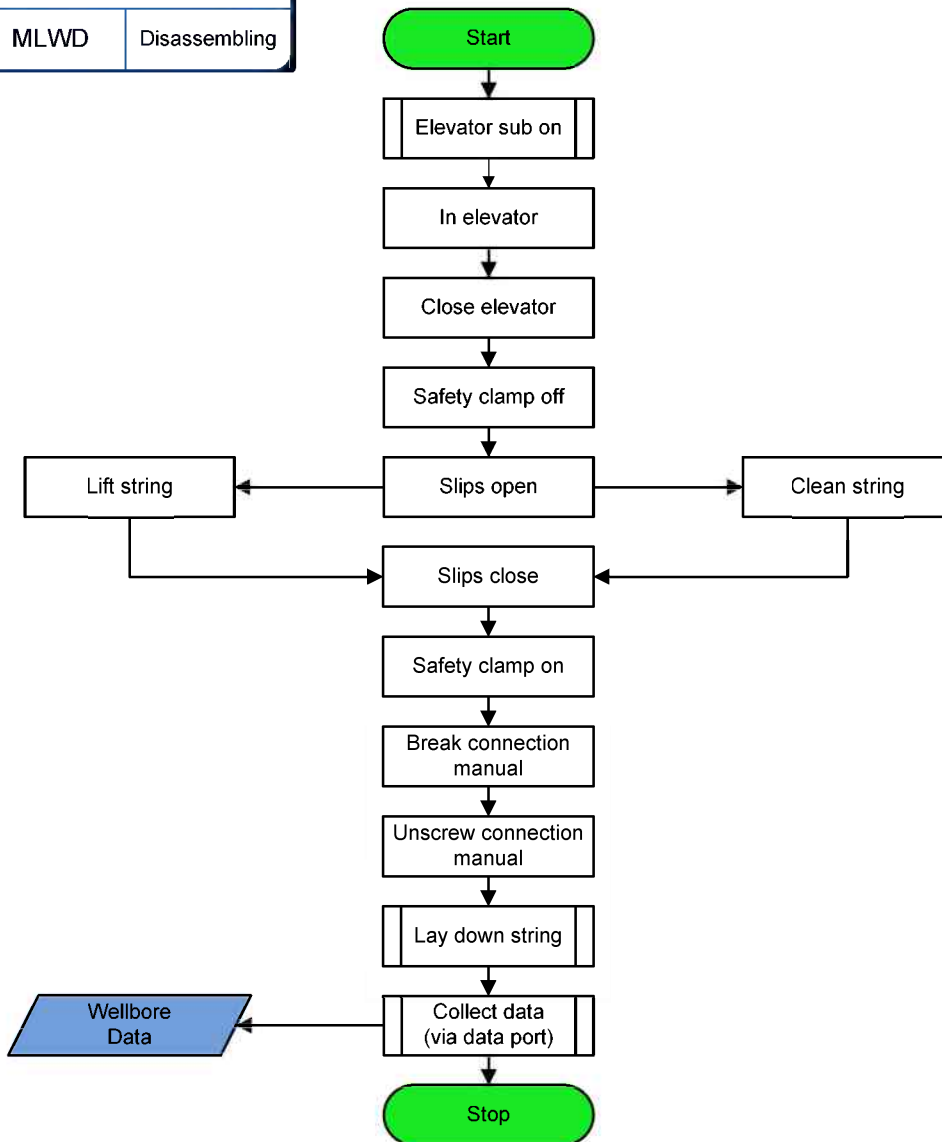 MLWD
Disassembling
Start
Elevator sub on
In elevator
Close elevator
Safety clamp off
Lift string
Slips open
Clean string
Slips close
Safety clamp on
Break connection
manual
Unscrew connection
manual
Lay down string
Wellbore
Data
Collect data
(via data port)
Stop